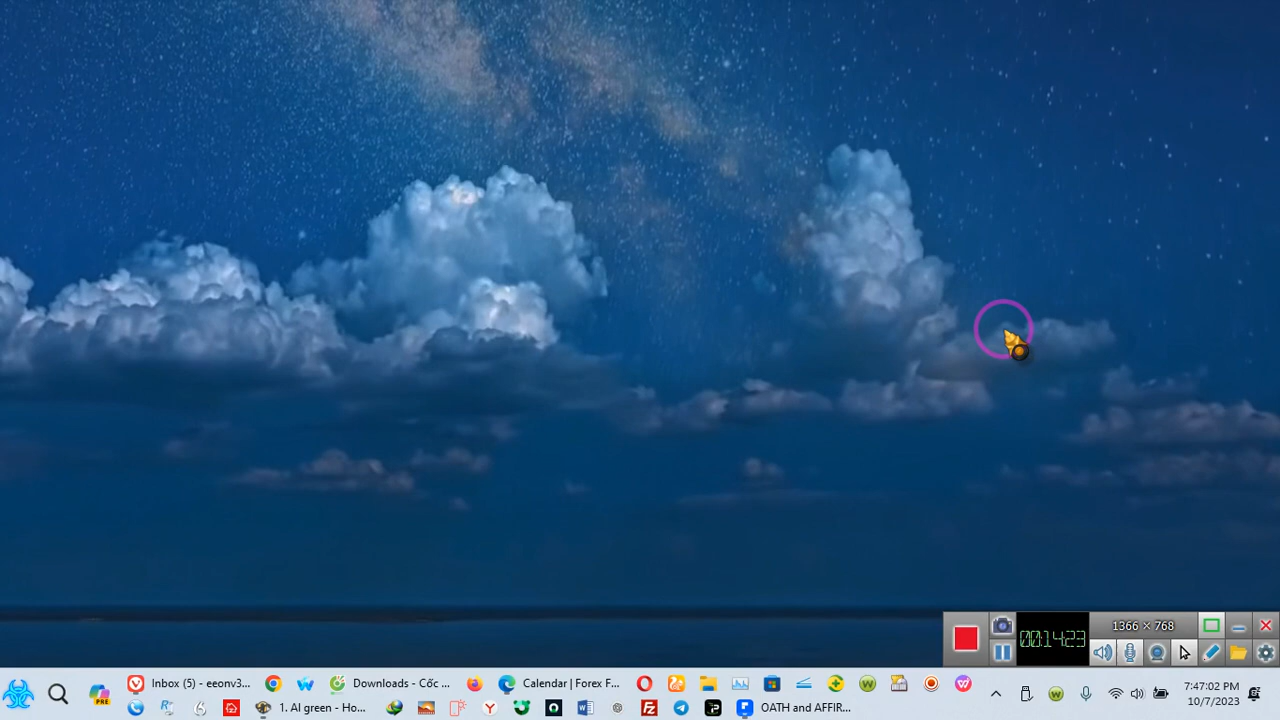 00:14:23
1366 × 768
PRE
Inbox (5) - eeonv3...
Downloads - Cốc ...
Calendar | Forex F...
7:47:02 PM
1. AI green - Ho...
OATH and AFFIR...
10/7/2023